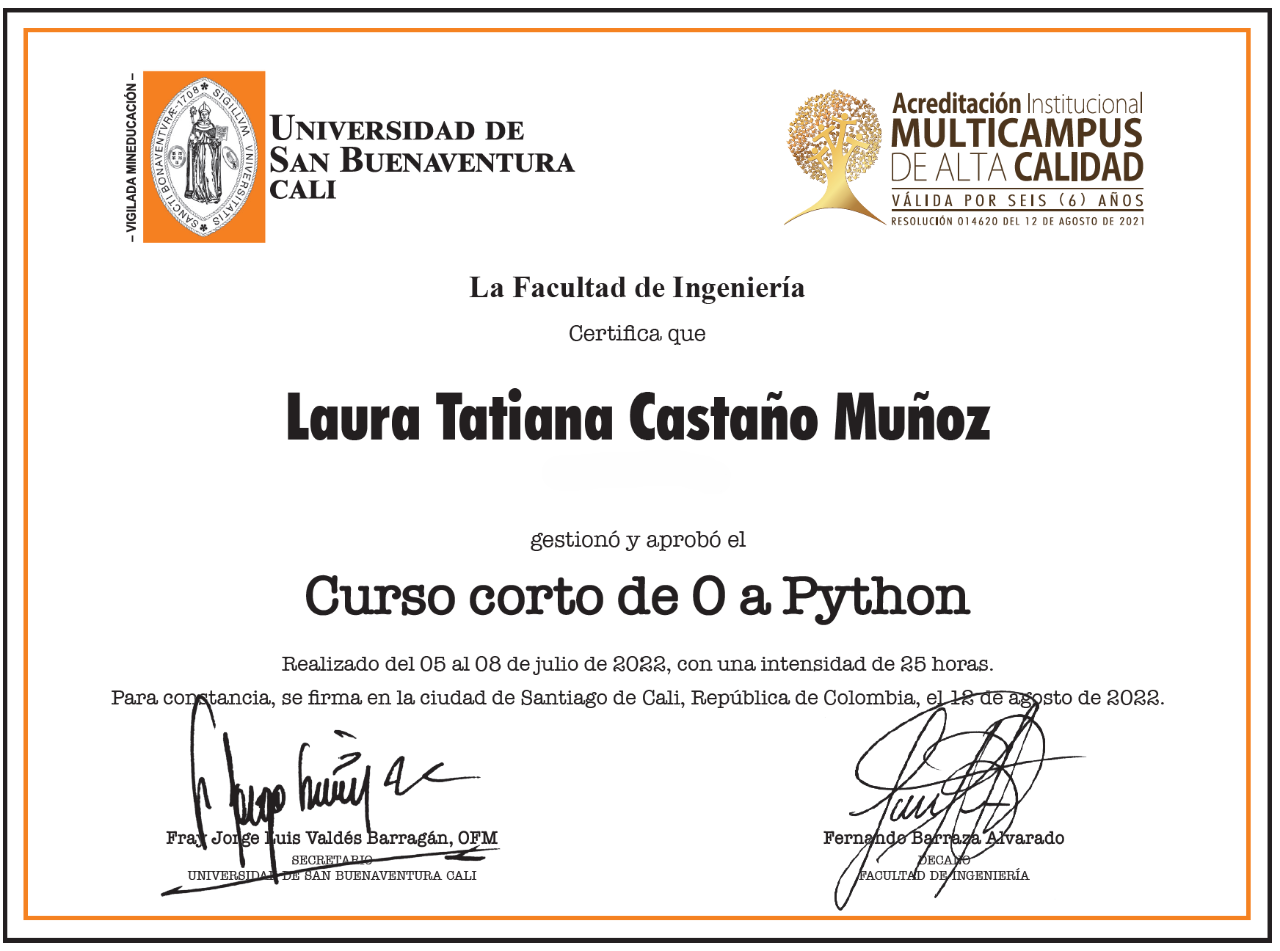 – VIGILADA MINEDUCACIÓN –
SIGILLVM VNIVERSITATIS SANCTI BONAVENTVRÆ-1708
UNIVERSIDAD DE
SAN BUENAVENTURA
CALI
Acreditación Institucional
MULTICAMPUS
DE ALTA CALIDAD
VÁLIDA POR SEIS (6) AÑOS
RESOLUCIÓN 014620 DEL 12 DE AGOSTO DE 2021
La Facultad de Ingeniería
Certifica que
Laura Tatiana Castaño Muñoz
gestionó y aprobó el
Curso corto de 0 a Python
Realizado del 05 al 08 de julio de 2022, con una intensidad de 25 horas.
Para constancia, se firma en la ciudad de Santiago de Cali, República de Colombia, el 12 de agosto de 2022.
Fray Jorge Luis Valdés Barragán, OFM
SECRETARIO
UNIVERSIDAD DE SAN BUENAVENTURA CALI
Fernando Barraza Alvarado
DECANO
FACULTAD DE INGENIERÍA